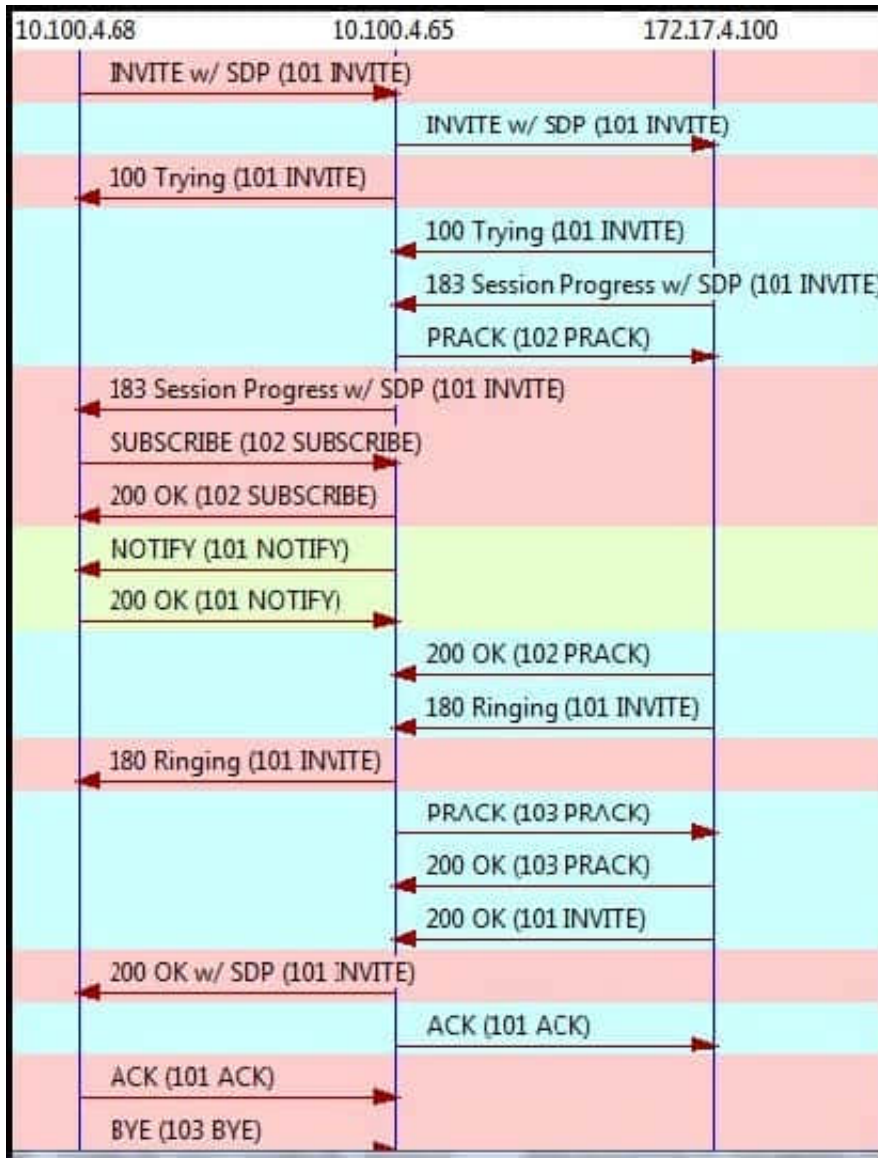 10.100.4.68 10.100.4.65 172.17.4.100
INVITE w/ SDP (101 INVITE)
INVITE w/ SDP (101 INVITE)
100 Trying (101 INVITE)
100 Trying (101 INVITE)
183 Session Progress w/ SDP (101 INVITE)
PRACK (102 PRACK)
183 Session Progress w/ SDP (101 INVITE)
SUBSCRIBE (102 SUBSCRIBE)
200 OK (102 SUBSCRIBE)
NOTIFY (101 NOTIFY)
200 OK (101 NOTIFY)
200 OK (102 PRACK)
180 Ringing (101 INVITE)
180 Ringing (101 INVITE)
PRACK (103 PRACK)
200 OK (103 PRACK)
200 OK (101 INVITE)
200 OK w/ SDP (101 INVITE)
ACK (101 ACK)
ACK (101 ACK)
BYE (103 BYE)